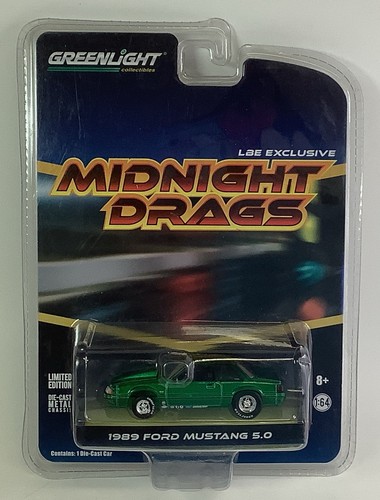 GREENLIGHT
collectibles
LBE EXCLUSIVE
MIDNIGHT
DRAGS
LIMITED
EDITION
DIE-CAST
METAL
CHASSIS
8+
1:64
1989 FORD MUSTANG 5.0
Contains: 1 Die-Cast Car